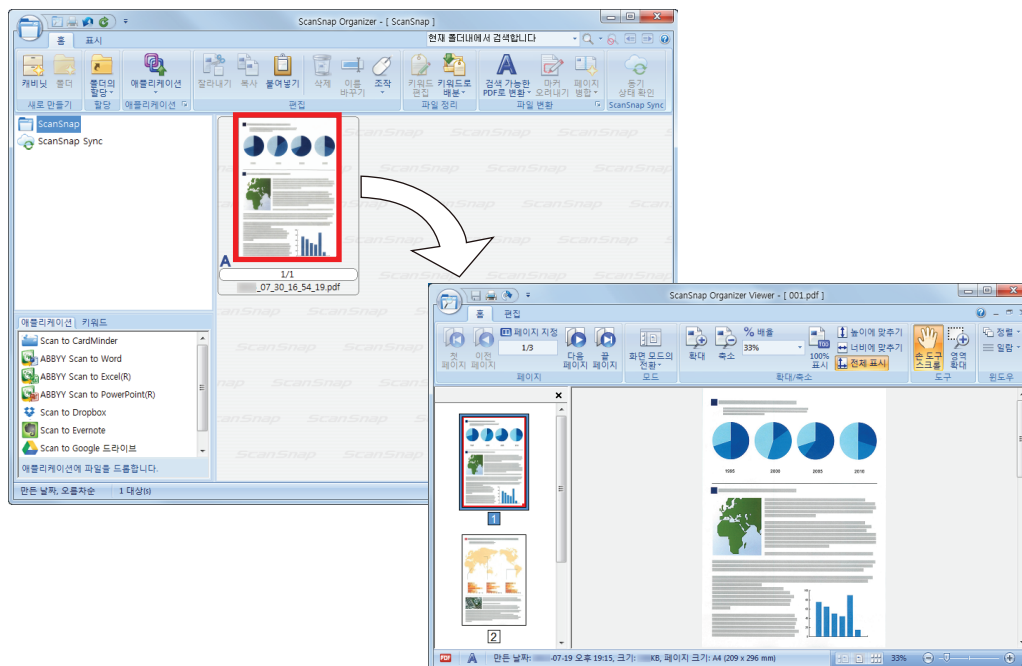 ScanSnap Organizer - [ ScanSnap ]
현재 폴더내에서 검색합니다
홈 표시
캐비닛 폴더 폴더의 할당 애플리케이션 잘라내기 복사 붙여넣기 삭제 이름 바꾸기 조작 키워드 편집 키워드로 배분 검색 가능한 PDF로 변환 마커 오려내기 페이지 병합 동기 상태 확인
새로 만들기 할당 애플리케이션 편집 파일 정리 파일 변환 ScanSnap Sync
ScanSnap
ScanSnap Sync
A
1/1
_07_30_16_54_19.pdf
애플리케이션 키워드
Scan to CardMinder
ABBYY Scan to Word
ABBYY Scan to Excel(R)
ABBYY Scan to PowerPoint(R)
Scan to Dropbox
Scan to Evernote
Scan to Google 드라이브
애플리케이션에 파일을 드롭합니다.
만든 날짜, 오름차순 1 대상(s)
ScanSnap Organizer Viewer - [ 001.pdf ]
홈 편집
첫 페이지 이전 페이지 페이지 지정 1/3 다음 페이지 끝 페이지 화면 모드의 전환 확대 축소 % 배율 33% 100% 표시 높이에 맞추기 너비에 맞추기 전체 표시 손 도구 스크롤 영역 확대 정렬 일람
페이지 모드 확대/축소 도구 윈도우
1
2
1995 2000 2005 2010
PDF A 만든 날짜: -07-19 오후 19:15, 크기: KB, 페이지 크기: A4 (209 x 296 mm) 33%